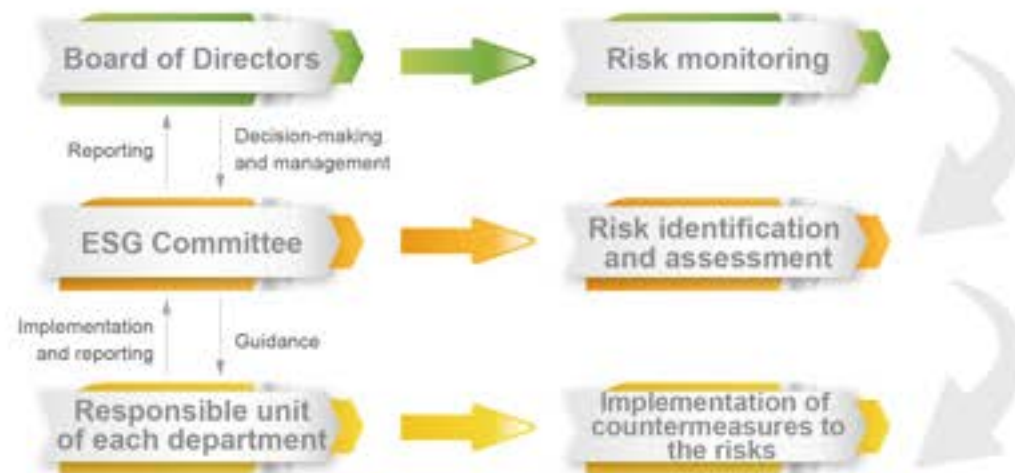 Board of Directors
Risk monitoring
Reporting
Decision-making
and management
ESG Committee
Risk identification
and assessment
Implementation
and reporting
Guidance
Responsible unit
of each department
Implementation of
countermeasures to
the risks